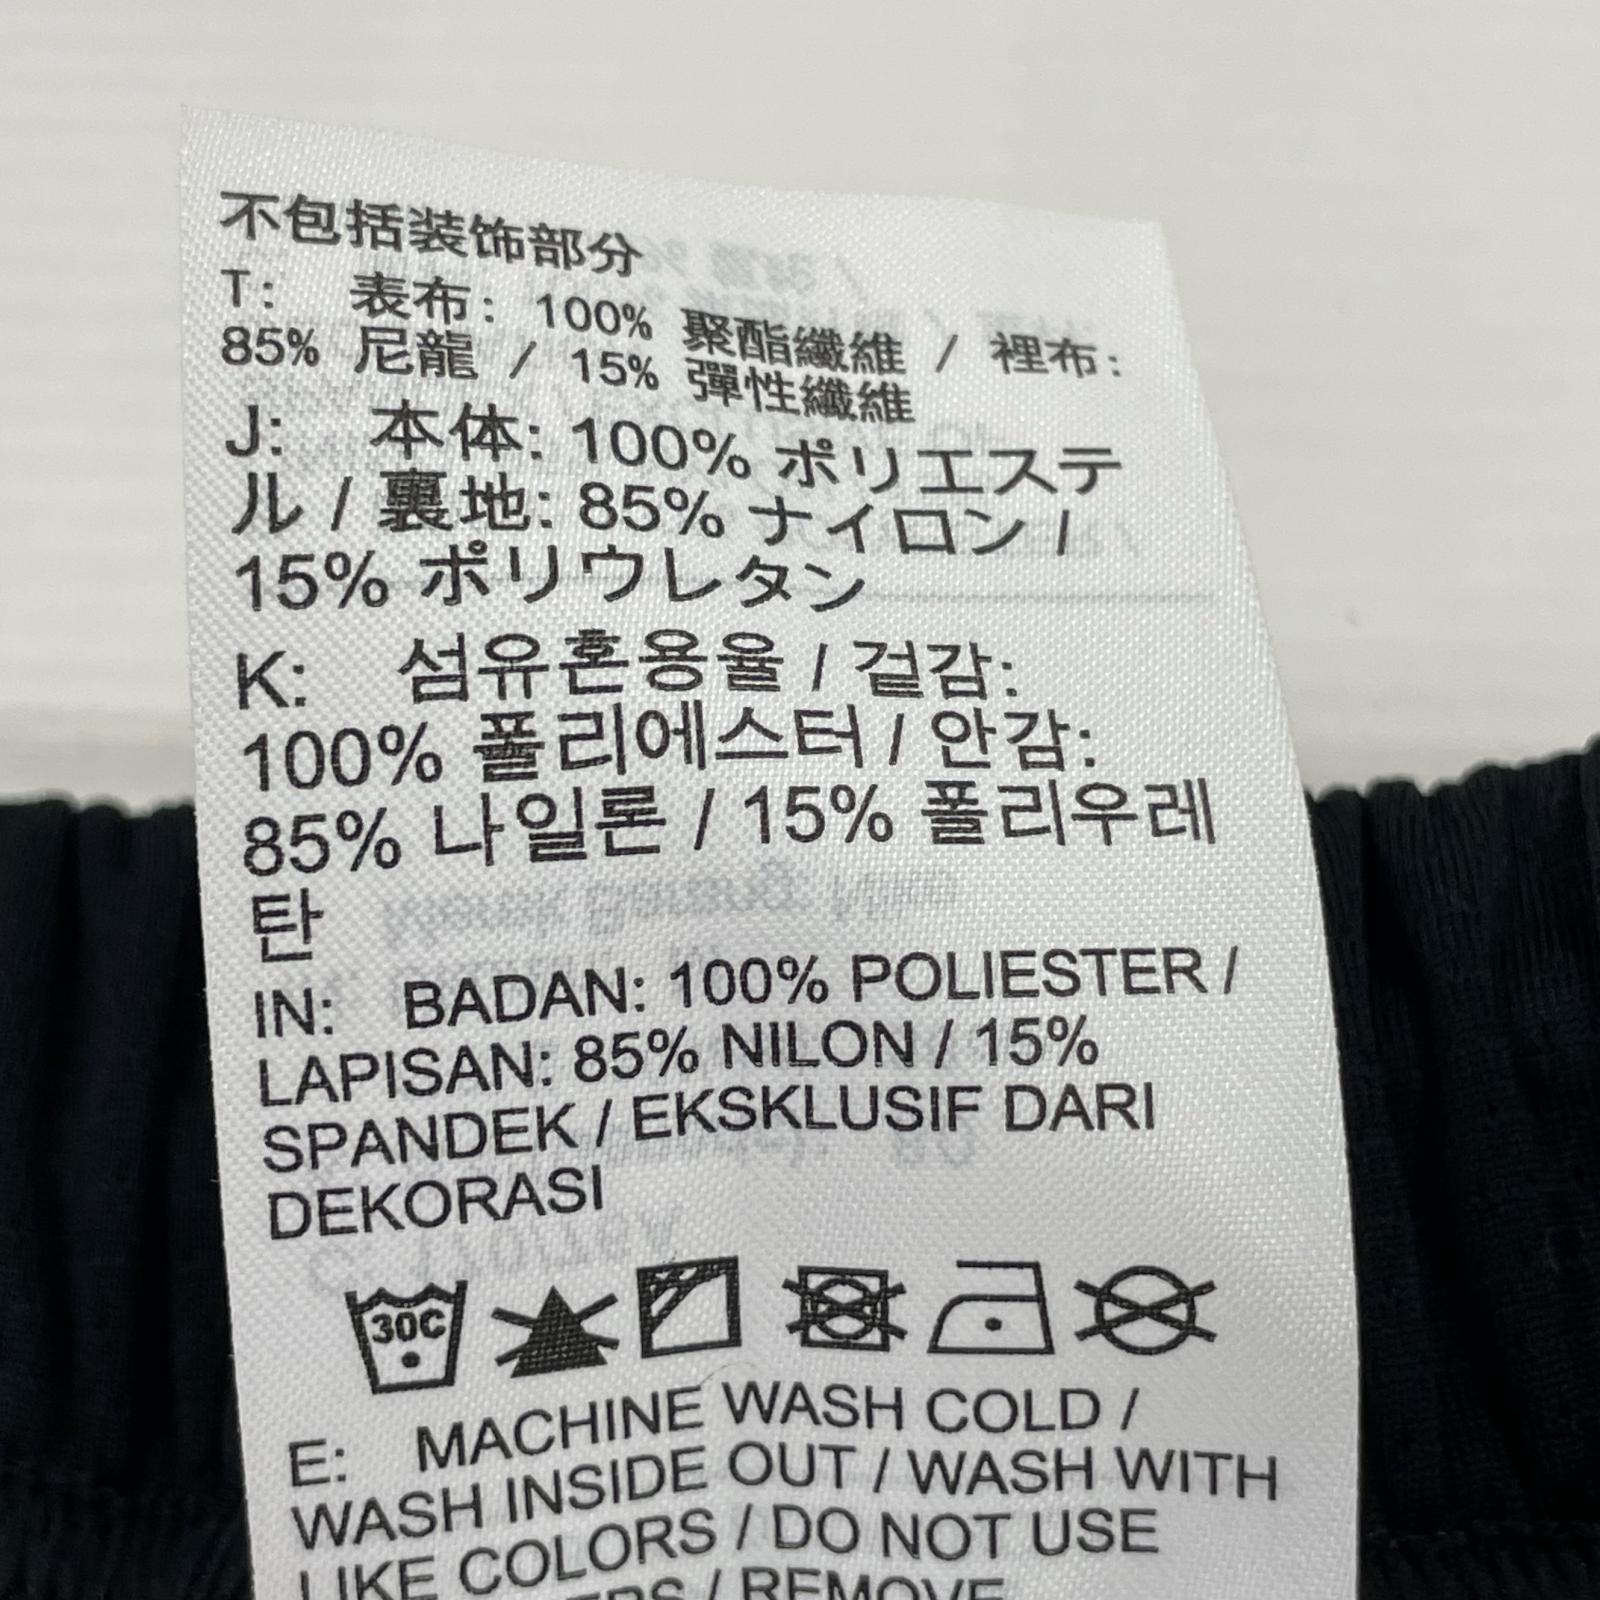 不包括装饰部分
T: 表布: 100% 聚酯纖維 / 裡布:
85% 尼龍 / 15% 彈性纖維
J: 本体: 100% ポリエステ
ル / 裏地: 85% ナイロン /
15% ポリウレタン
K: 섬유혼용율 / 겉감:
100% 폴리에스터 / 안감:
85% 나일론 / 15% 폴리우레
탄
IN: BADAN: 100% POLIESTER /
LAPISAN: 85% NILON / 15%
SPANDEK / EKSKLUSIF DARI
DEKORASI
30C
E: MACHINE WASH COLD /
WASH INSIDE OUT / WASH WITH
LIKE COLORS / DO NOT USE
/ REMOVE